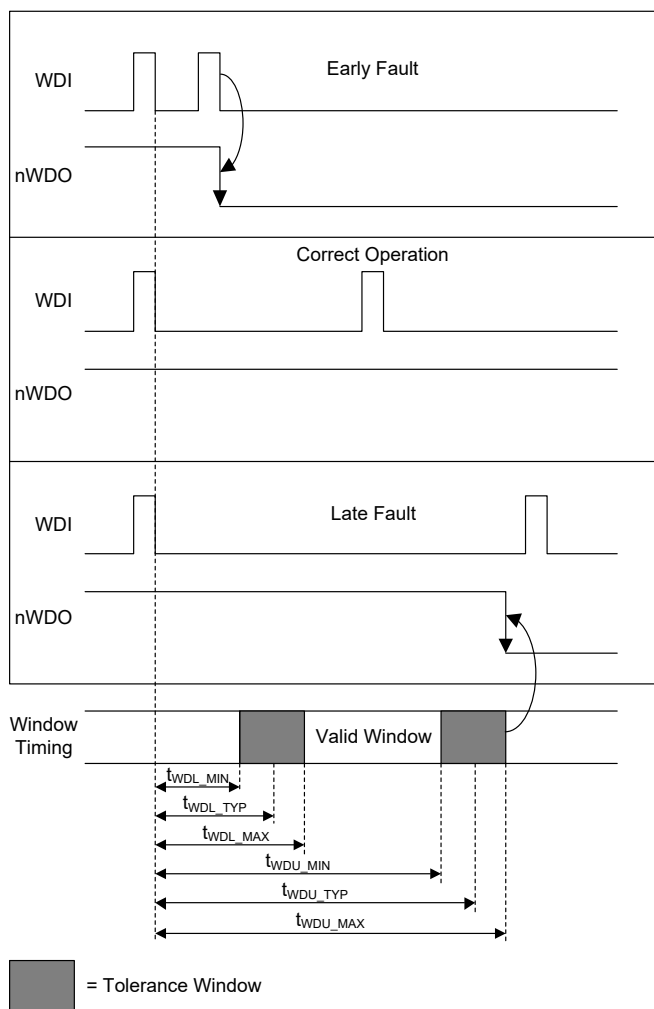 Early Fault
WDI
nWDO
Correct Operation
WDI
nWDO
Late Fault
WDI
nWDO
Window
Timing
Valid Window
tWDL_MIN
tWDL_TYP
tWDL_MAX
tWDU_MIN
tWDU_TYP
tWDU_MAX
= Tolerance Window